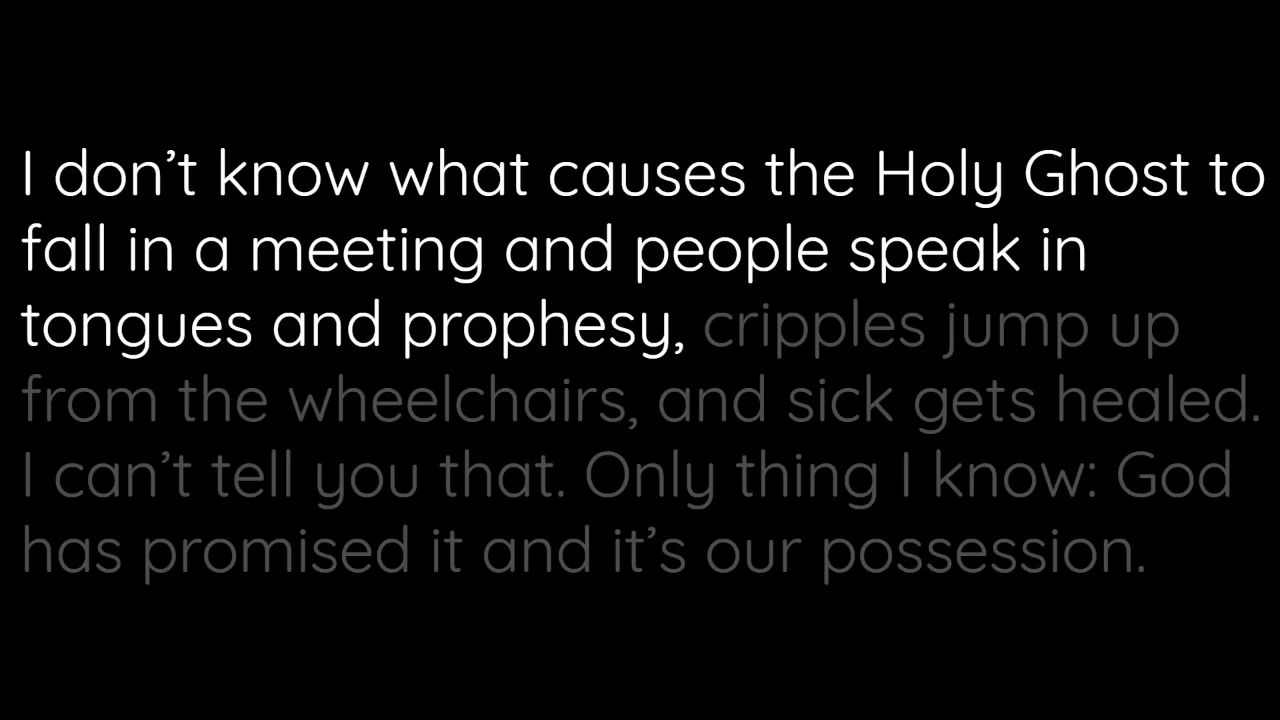 I don’t know what causes the Holy Ghost to
fall in a meeting and people speak in
tongues and prophesy, cripples jump up
from the wheelchairs, and sick gets healed.
I can’t tell you that. Only thing I know: God
has promised it and it’s our possession.